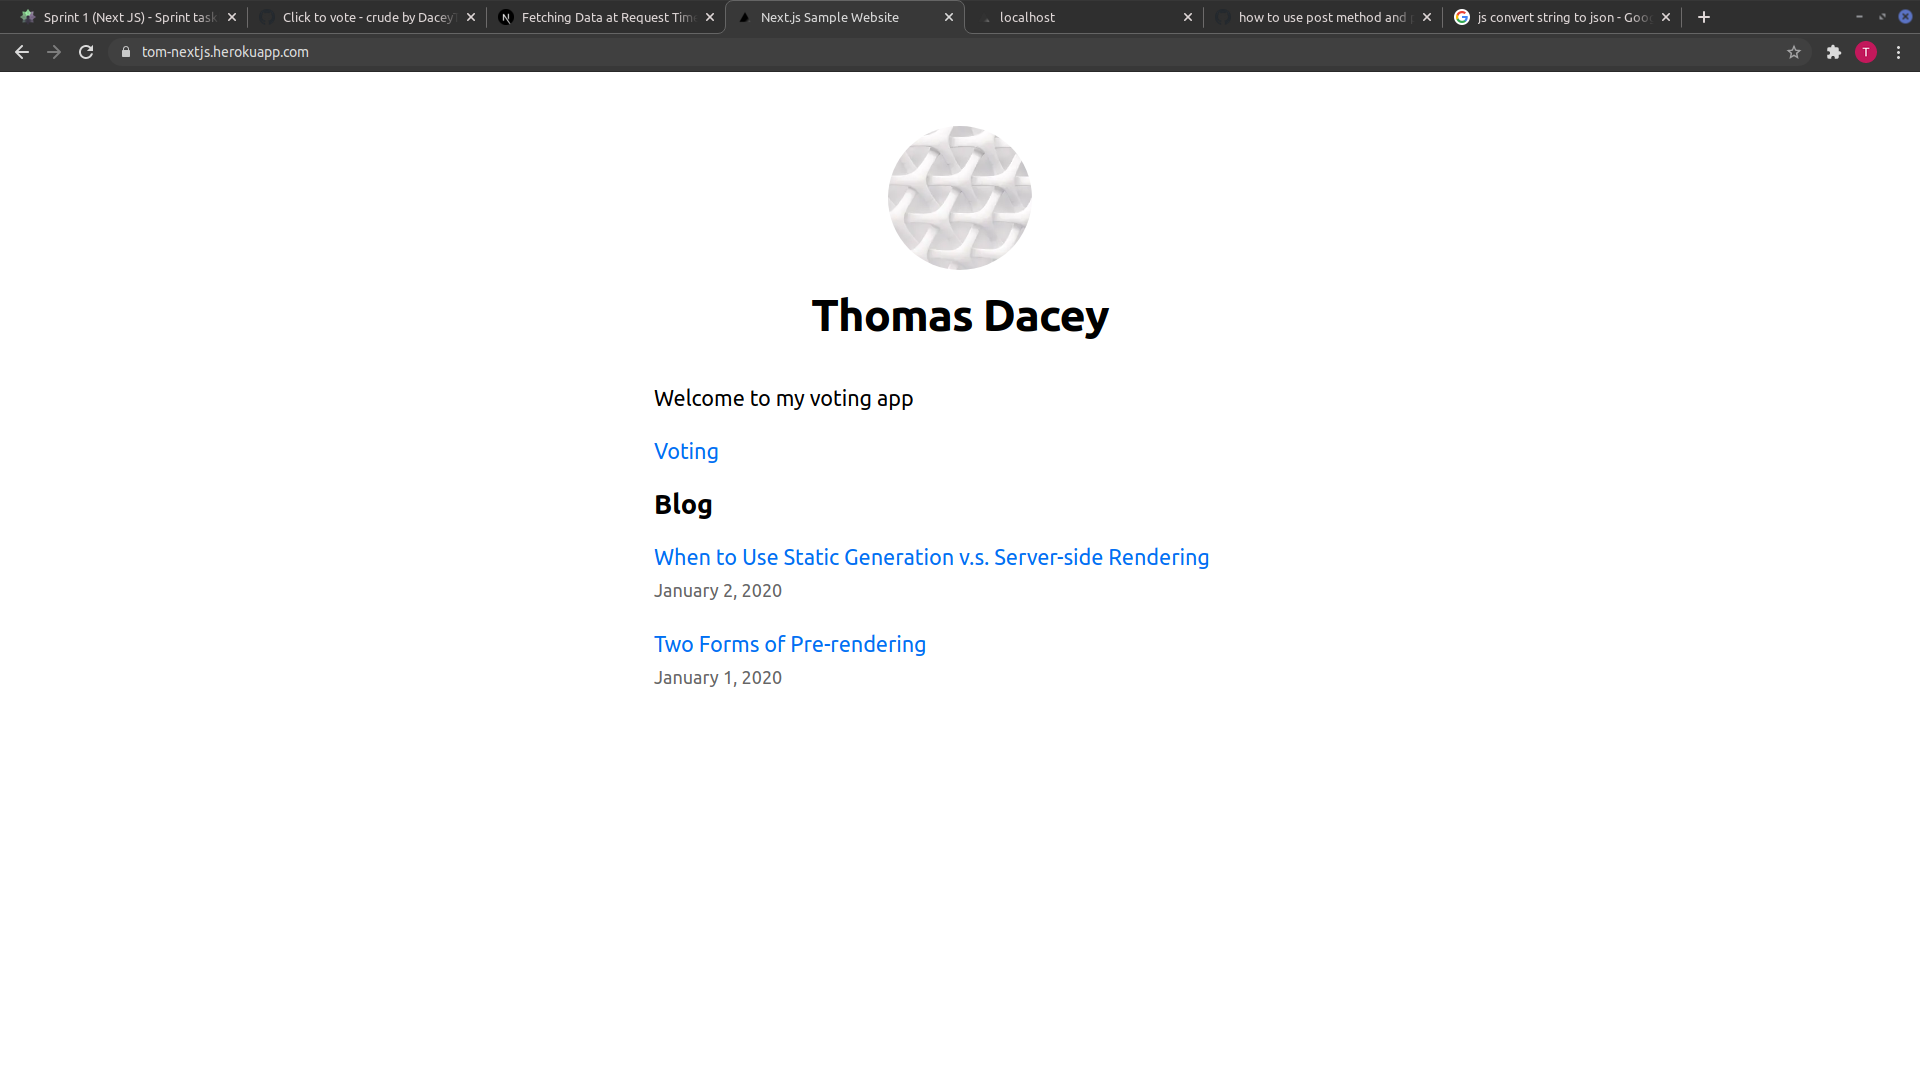 Sprint 1 (Next JS) - Sprint task
Click to vote - crude by Dacey
Fetching Data at Request Time
Next.js Sample Website
localhost
how to use post method and
js convert string to json - Goo
tom-nextjs.herokuapp.com
T
Thomas Dacey
Welcome to my voting app
Voting
Blog
When to Use Static Generation v.s. Server-side Rendering
January 2, 2020
Two Forms of Pre-rendering
January 1, 2020